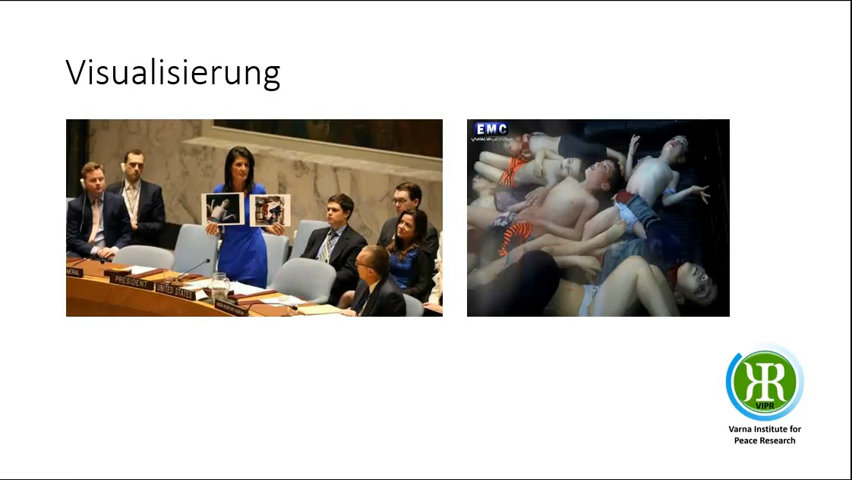 Visualisierung
EMC
PRESIDENT
UNITED STATES
VIPR
Varna Institute for
Peace Research